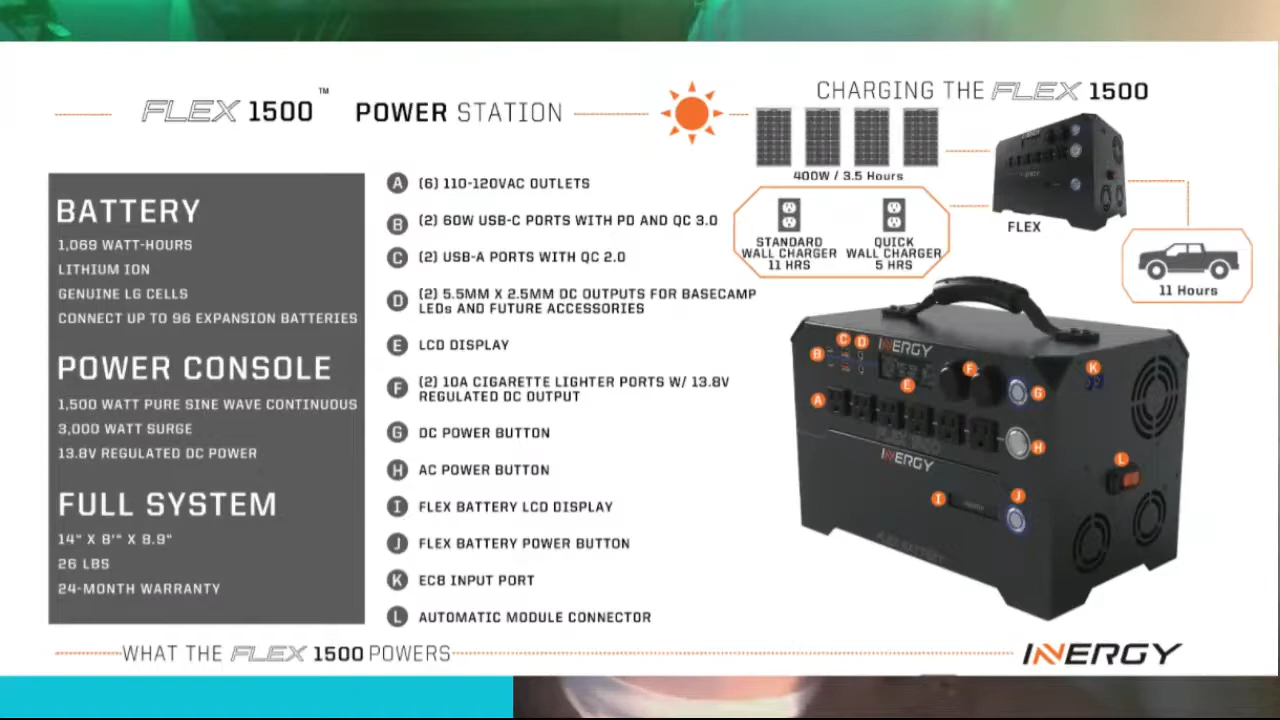 FLEX 1500™ POWER STATION
BATTERY
1,069 WATT-HOURS
LITHIUM ION
GENUINE LG CELLS
CONNECT UP TO 96 EXPANSION BATTERIES
POWER CONSOLE
1,500 WATT PURE SINE WAVE CONTINUOUS
3,000 WATT SURGE
13.8V REGULATED DC POWER
FULL SYSTEM
14" X 8'" X 8.9"
26 LBS
24-MONTH WARRANTY
A (6) 110-120VAC OUTLETS
B (2) 60W USB-C PORTS WITH PD AND QC 3.0
C (2) USB-A PORTS WITH QC 2.0
D (2) 5.5MM X 2.5MM DC OUTPUTS FOR BASECAMP
LEDs AND FUTURE ACCESSORIES
E LCD DISPLAY
F (2) 10A CIGARETTE LIGHTER PORTS W/ 13.8V
REGULATED DC OUTPUT
G DC POWER BUTTON
H AC POWER BUTTON
I FLEX BATTERY LCD DISPLAY
J FLEX BATTERY POWER BUTTON
K EC8 INPUT PORT
L AUTOMATIC MODULE CONNECTOR
CHARGING THE FLEX 1500
400W / 3.5 Hours
STANDARD
WALL CHARGER
11 HRS
QUICK
WALL CHARGER
5 HRS
INERGY
FLEX
11 Hours
INERGY
C D
B
E
F
K
G
A
H
INERGY
L
I
J
FLEX BATTERY
WHAT THE FLEX 1500 POWERS
INERGY